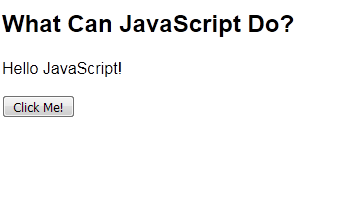 What Can JavaScript Do?
Hello JavaScript!
Click Me!